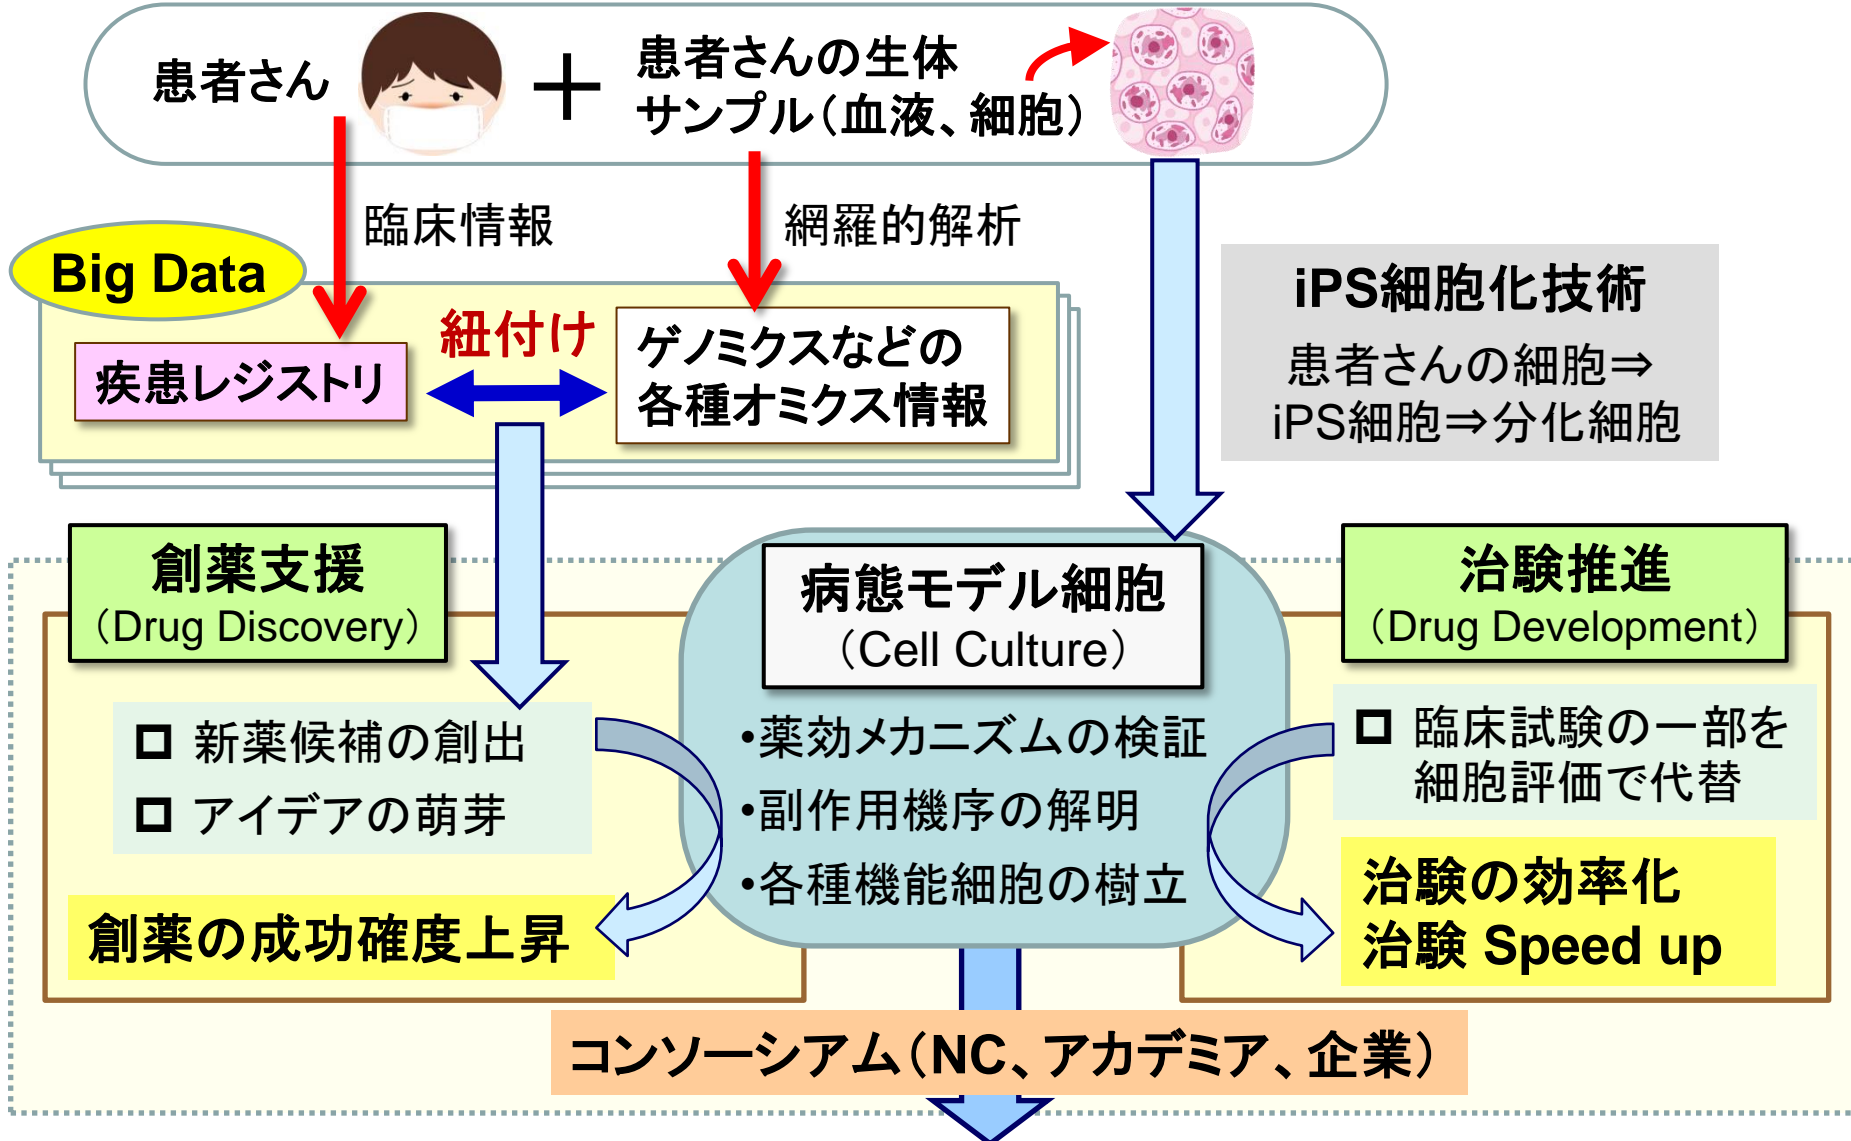 患者さん
＋
患者さんの生体
サンプル（血液、細胞）
臨床情報
網羅的解析
Big Data
疾患レジストリ
紐付け
ゲノミクスなどの
各種オミクス情報
iPS細胞化技術
患者さんの細胞⇒
iPS細胞⇒分化細胞
創薬支援
（Drug Discovery）
新薬候補の創出
アイデアの萌芽
創薬の成功確度上昇
病態モデル細胞
（Cell Culture）
•薬効メカニズムの検証
•副作用機序の解明
•各種機能細胞の樹立
治験推進
（Drug Development）
臨床試験の一部を
細胞評価で代替
治験の効率化
治験 Speed up
コンソーシアム（NC、アカデミア、企業）